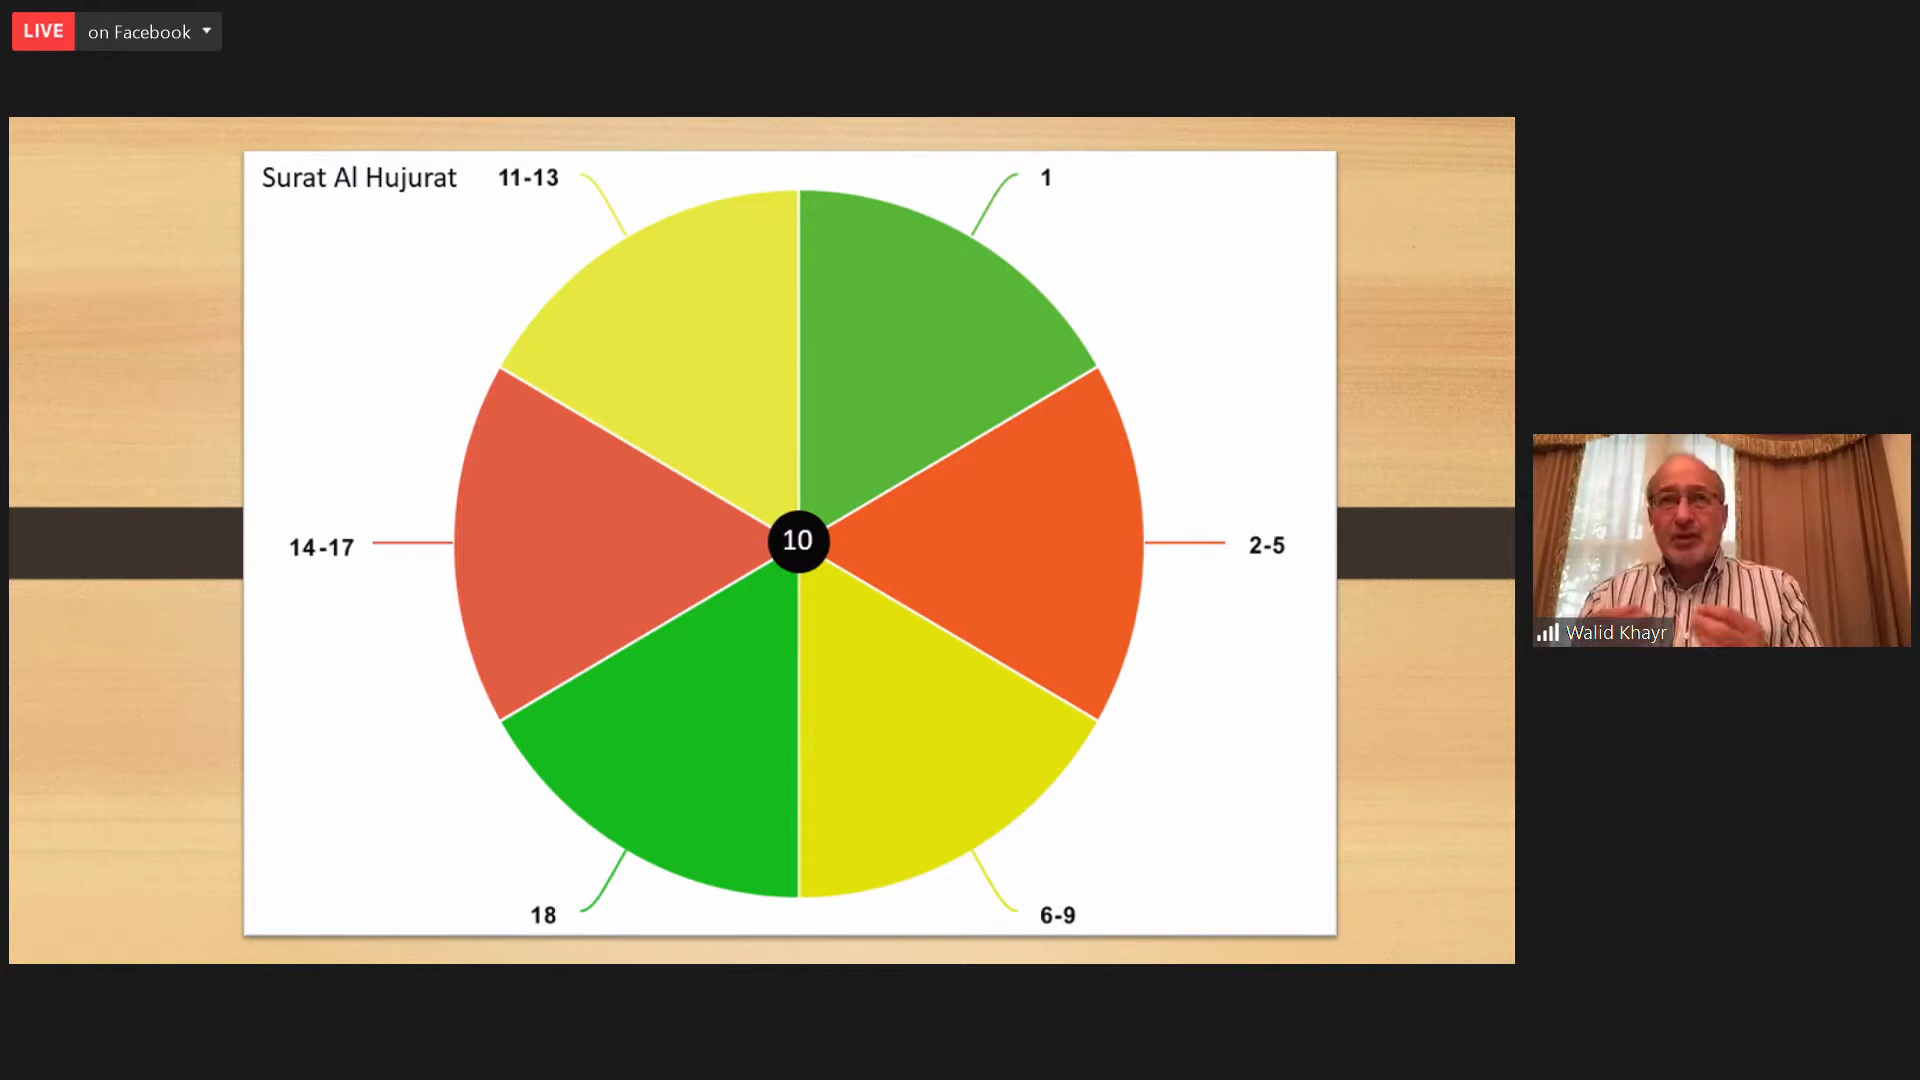 LIVE on Facebook
Surat Al Hujurat
11-13
1
14-17
10
2-5
18
6-9
Walid Khayr